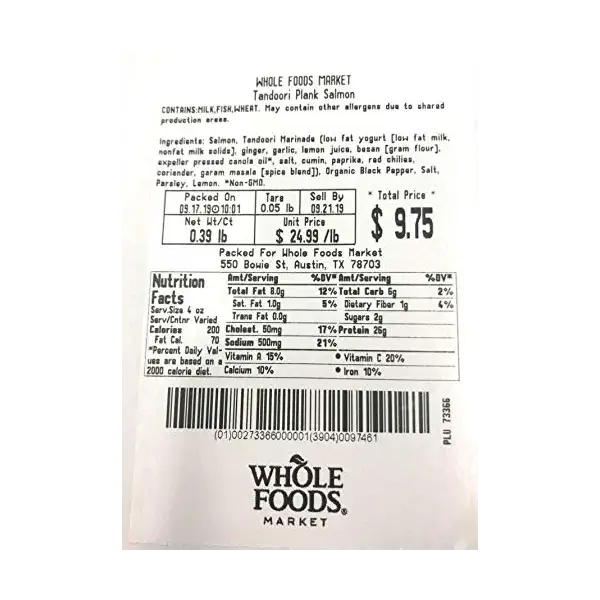 WHOLE FOODS MARKET
Tandoori Plank Salmon
CONTAINS:MILK,FISH,WHEAT. May contain other allergens due to shared
production areas.
Ingredients: Salmon, Tandoori Marinade (low fat yogurt [low fat milk,
nonfat milk solids], ginger, garlic, lemon juice, besan [gram flour],
expeller pressed canola oil*, salt, cumin, paprika, red chilies,
coriander, garam masala [spice blend]), Organic Black Pepper, Salt,
Parsley, Lemon. *Non-GMO.
Packed On Tare Sell By * Total Price *
09.17.19⊙10:01 0.05 lb 09.21.19
Net Wt/Ct Unit Price $ 9.75
0.39 lb $ 24.99 /lb
Packed For Whole Foods Market
550 Bowie St, Austin, TX 78703
Nutrition Facts
Serv.Size 4 oz
Serv/Cntnr Varied
Calories 200
Fat Cal. 70
*Percent Daily Val-
ues are based on a
2000 calorie diet.
Amt/Serving %DV* Amt/Serving %DV*
Total Fat 8.0g 12% Total Carb 6g 2%
Sat. Fat 1.0g 5% Dietary Fiber 1g 4%
Trans Fat 0.0g Sugars 2g
Cholest. 50mg 17% Protein 26g
Sodium 500mg 21%
Vitamin A 15% • Vitamin C 20%
Calcium 10% • Iron 10%
(01)00273366000001(3904)0097461
PLU 73366
WHOLE
FOODS®
MARKET